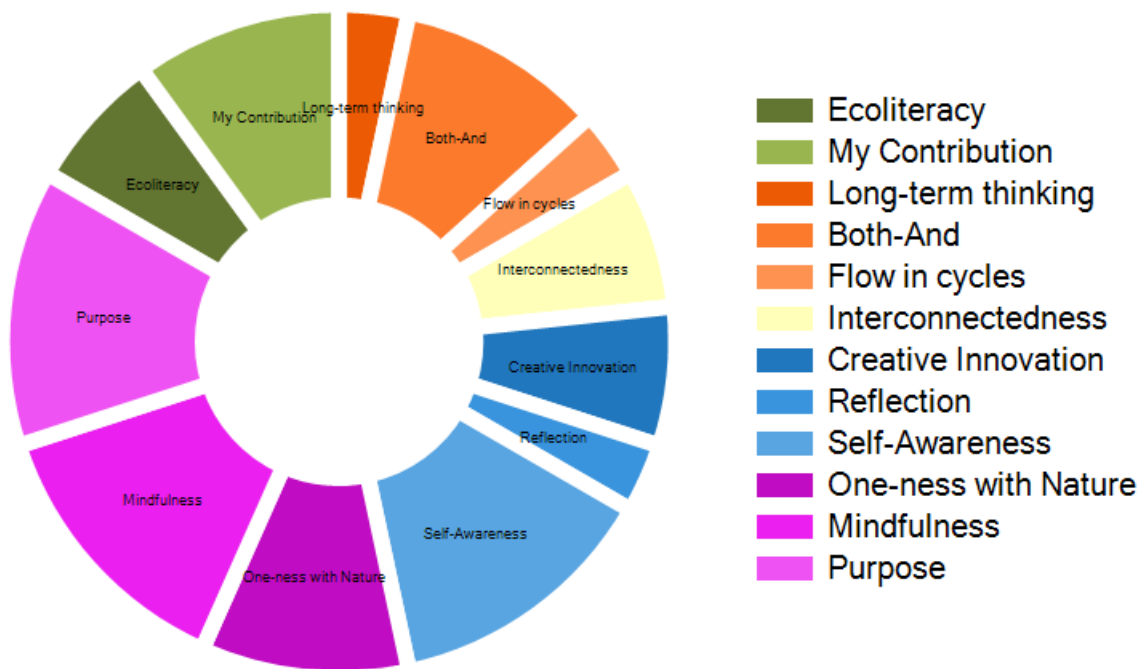 Long-term thinking
Both-And
Flow in cycles
Interconnectedness
Creative Innovation
Reflection
Self-Awareness
One-ness with Nature
Mindfulness
Purpose
Ecoliteracy
My Contribution
Ecoliteracy
My Contribution
Long-term thinking
Both-And
Flow in cycles
Interconnectedness
Creative Innovation
Reflection
Self-Awareness
One-ness with Nature
Mindfulness
Purpose